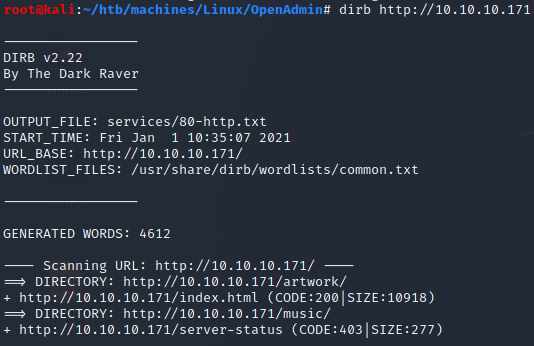 root@kali:~/htb/machines/Linux/OpenAdmin# dirb http://10.10.10.171
-----------------
DIRB v2.22
By The Dark Raver
-----------------
OUTPUT_FILE: services/80-http.txt
START_TIME: Fri Jan  1 10:35:07 2021
URL_BASE: http://10.10.10.171/
WORDLIST_FILES: /usr/share/dirb/wordlists/common.txt
-----------------
GENERATED WORDS: 4612
---- Scanning URL: http://10.10.10.171/ ----
==> DIRECTORY: http://10.10.10.171/artwork/
+ http://10.10.10.171/index.html (CODE:200|SIZE:10918)
==> DIRECTORY: http://10.10.10.171/music/
+ http://10.10.10.171/server-status (CODE:403|SIZE:277)